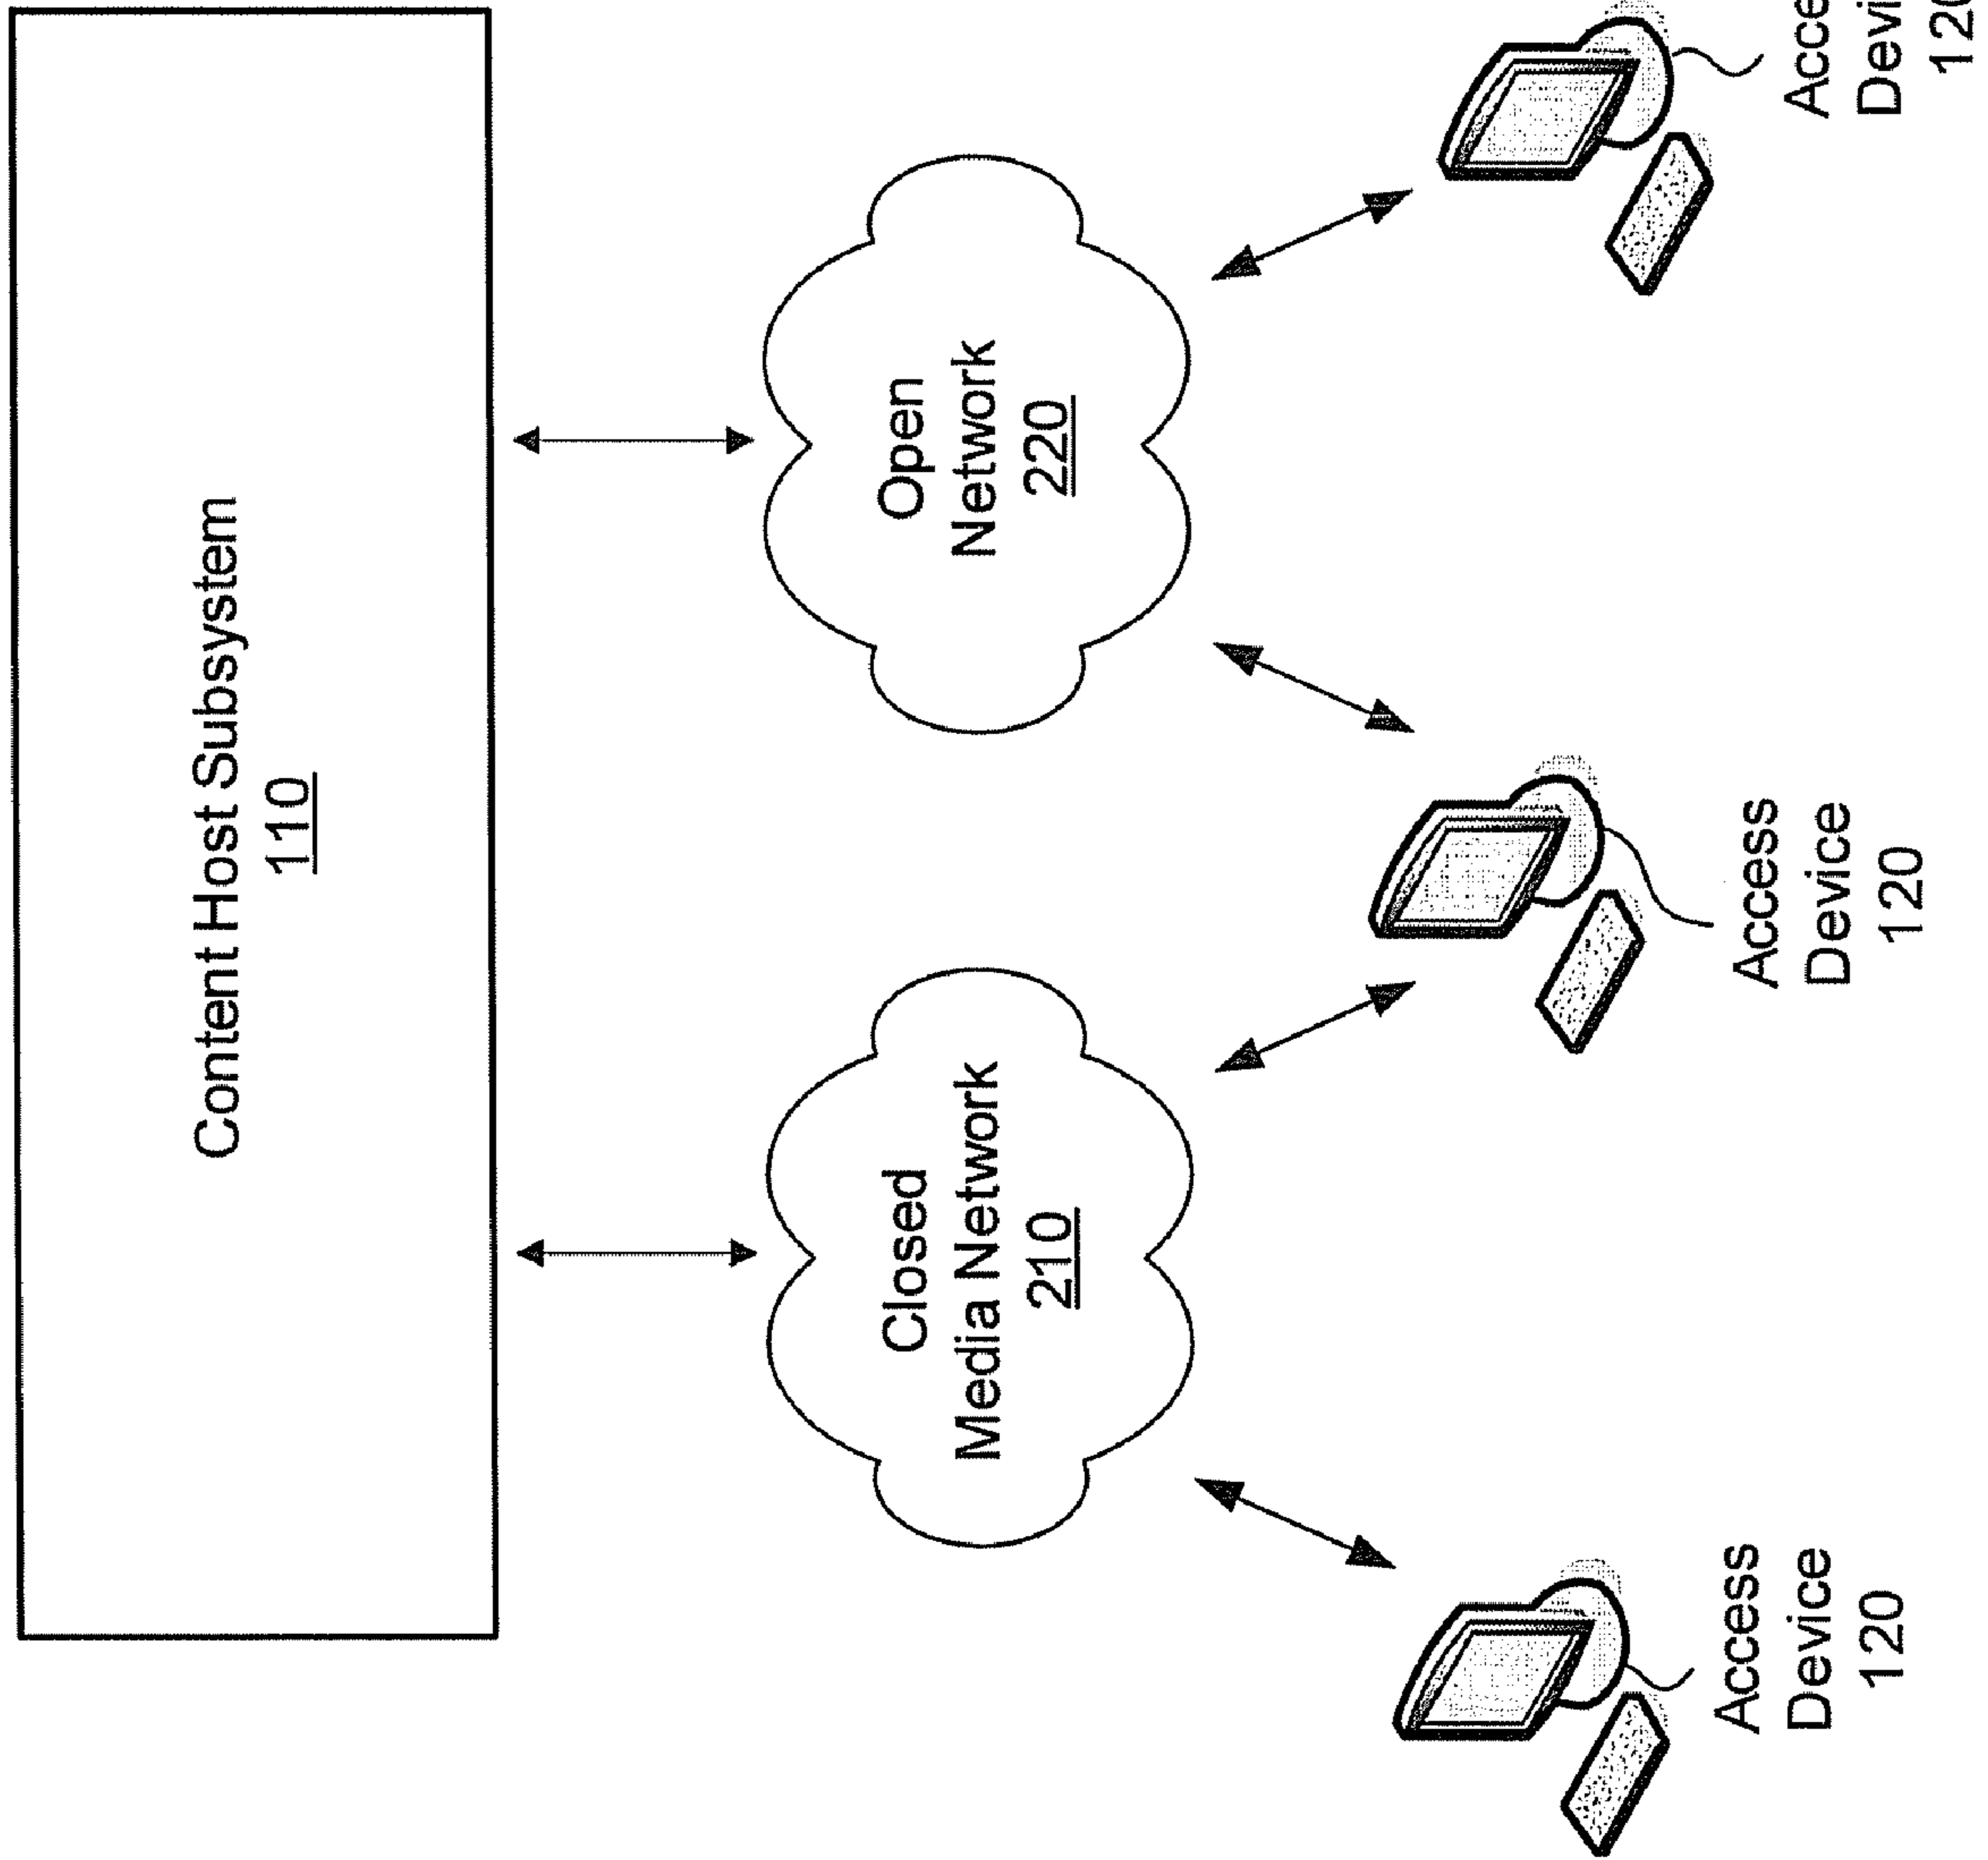 Content Host Subsystem
110
Closed
Media Network
210
Open
Network
220
Access
Device
120
Access
Device
120